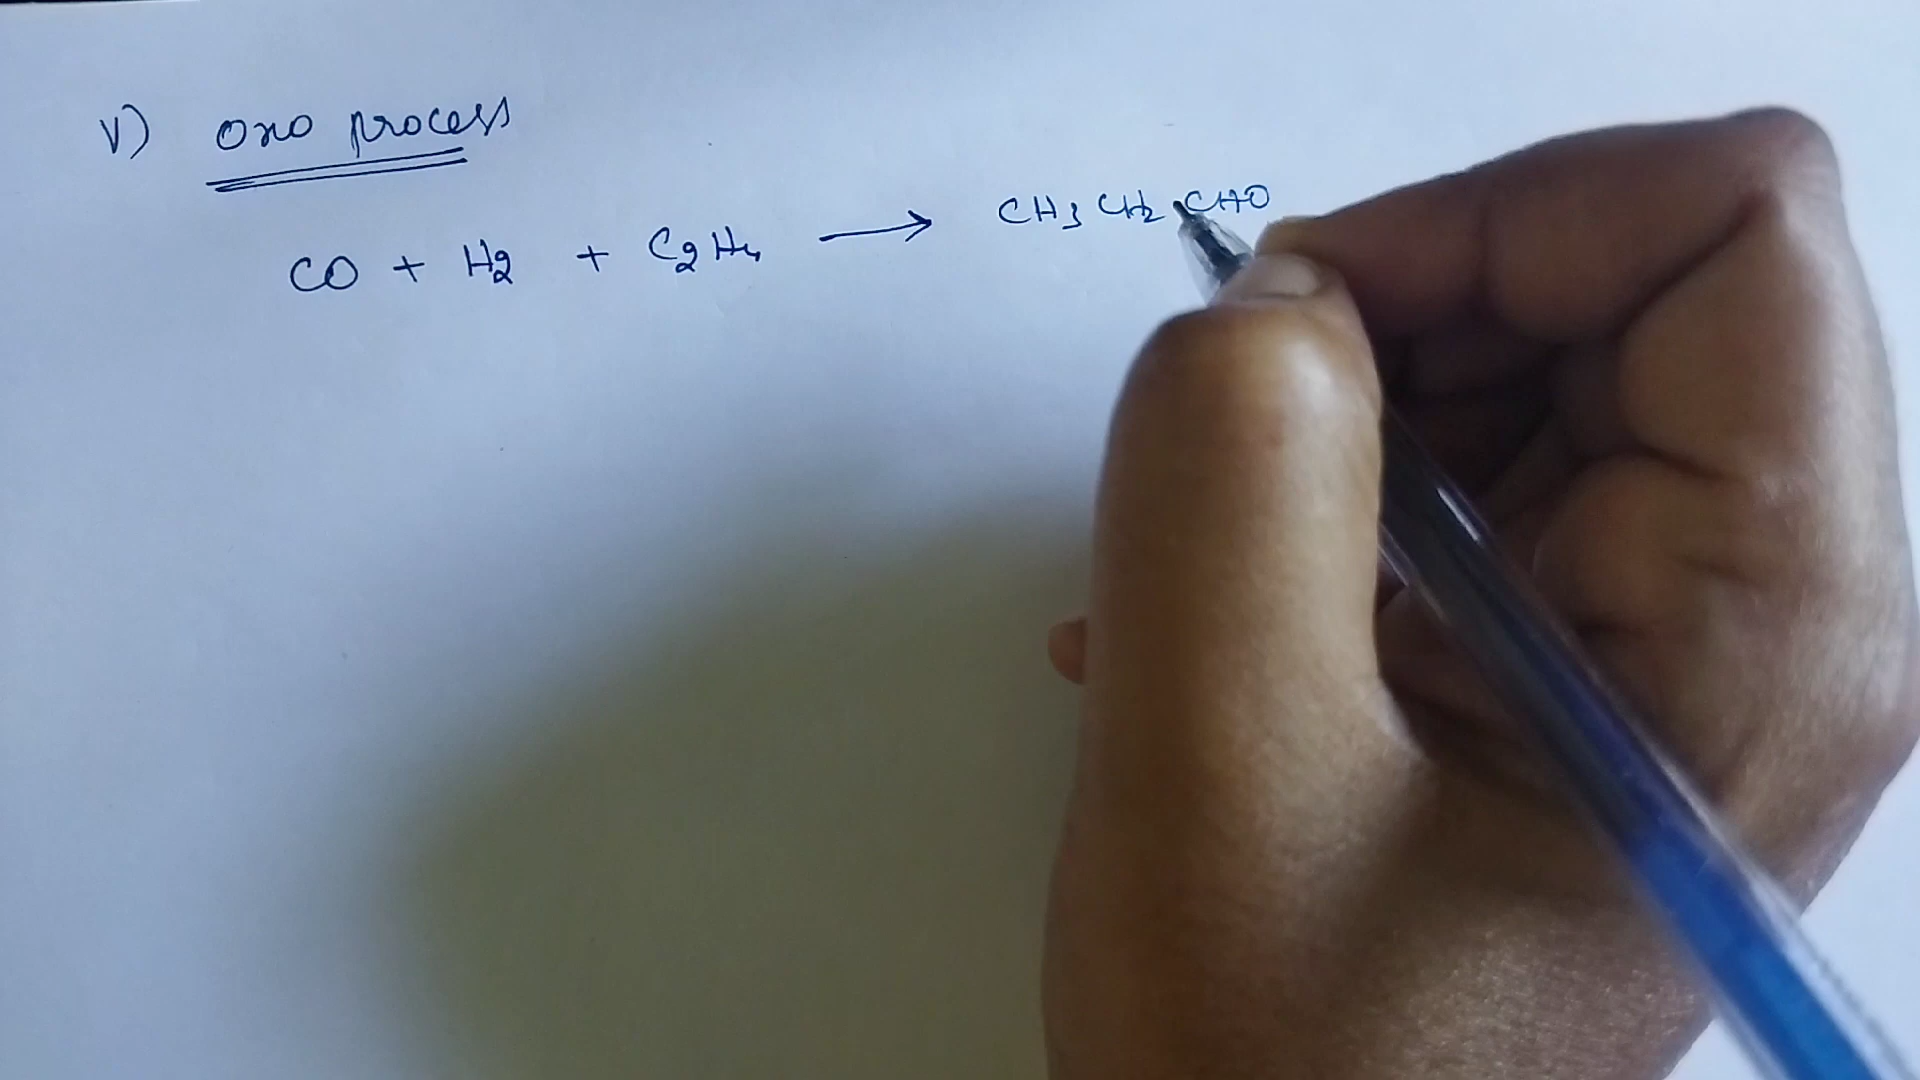 V) Oxo process
CO + H2 + C2H4 → CH3 CH2 CHO